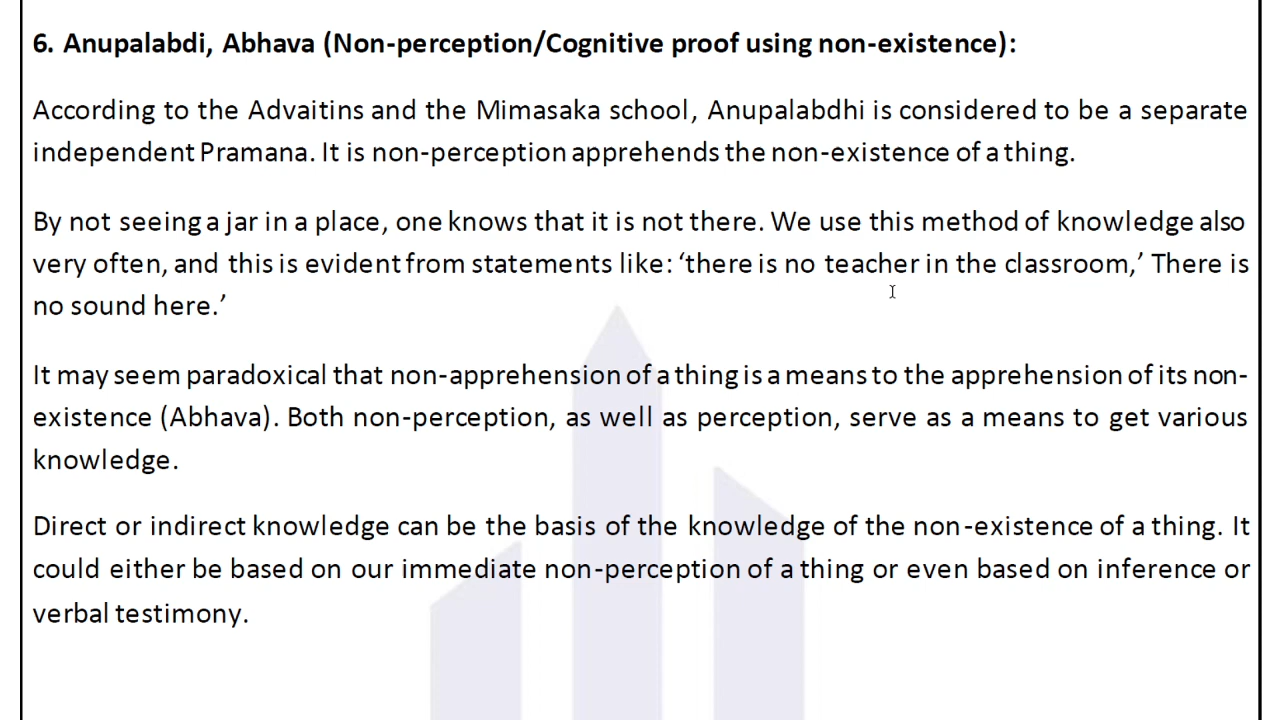 6. Anupalabdi, Abhava (Non-perception/Cognitive proof using non-existence):
According to the Advaitins and the Mimasaka school, Anupalabdhi is considered to be a separate
independent Pramana. It is non-perception apprehends the non-existence of a thing.
By not seeing a jar in a place, one knows that it is not there. We use this method of knowledge also
very often, and this is evident from statements like: ‘there is no teacher in the classroom,’ There is
no sound here.’
It may seem paradoxical that non-apprehension of a thing is a means to the apprehension of its non-
existence (Abhava). Both non-perception, as well as perception, serve as a means to get various
knowledge.
Direct or indirect knowledge can be the basis of the knowledge of the non-existence of a thing. It
could either be based on our immediate non-perception of a thing or even based on inference or
verbal testimony.